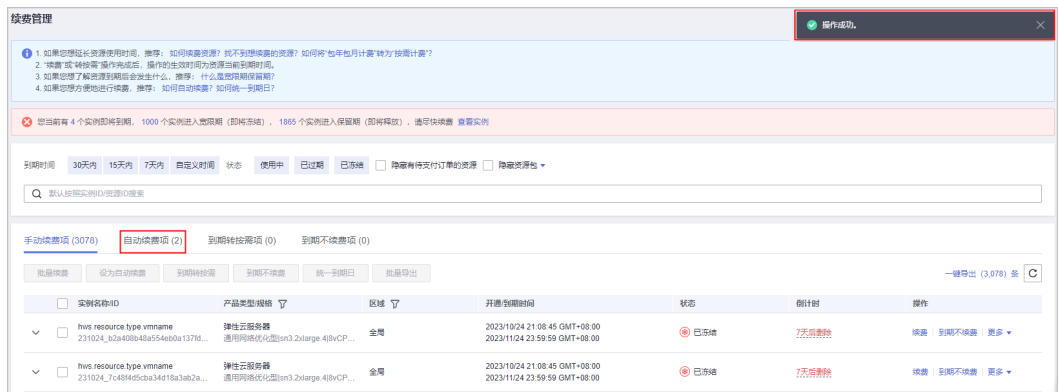 续费管理
操作成功。
1. 如果您想延长资源使用时间，推荐：如何续费资源？找不到想续费的资源？如何将“包年包月计费”转为“按需计费”？
2. “续费”或“转按需”操作完成后，操作的生效时间为资源当前到期时间。
3. 如果您想了解资源到期后会发生什么，推荐：什么是宽限期保留期？
4. 如果您想方便地进行续费，推荐：如何自动续费？如何统一到期日？
您当前有 4 个实例即将到期， 1000 个实例进入宽限期（即将冻结）， 1865 个实例进入保留期（即将释放），请尽快续费 查看实例
到期时间 30天内 15天内 7天内 自定义时间 状态 使用中 已过期 已冻结 隐藏有待支付订单的资源 隐藏资源包
默认按照实例ID/资源ID搜索
手动续费项 (3078) 自动续费项 (2) 到期转按需项 (0) 到期不续费项 (0)
批量续费 设为自动续费 到期转按需 到期不续费 统一到期日 批量导出 一键导出 (3,078) 条
实例名称/ID 产品类型/规格 区域 开通/到期时间 状态 倒计时 操作
hws.resource.type.vmname 弹性云服务器 全局 2023/10/24 21:08:45 GMT+08:00 已冻结 7天后删除 续费 到期不续费 更多
231024_b2a408b48a554eb0a137fd... 通用网络优化型|sn3.2xlarge.4|8vCP... 2023/11/24 23:59:59 GMT+08:00
hws.resource.type.vmname 弹性云服务器 全局 2023/10/24 21:08:45 GMT+08:00 已冻结 7天后删除 续费 到期不续费 更多
231024_7c48f4d5cba34d18a3ab2a... 通用网络优化型|sn3.2xlarge.4|8vCP... 2023/11/24 23:59:59 GMT+08:00